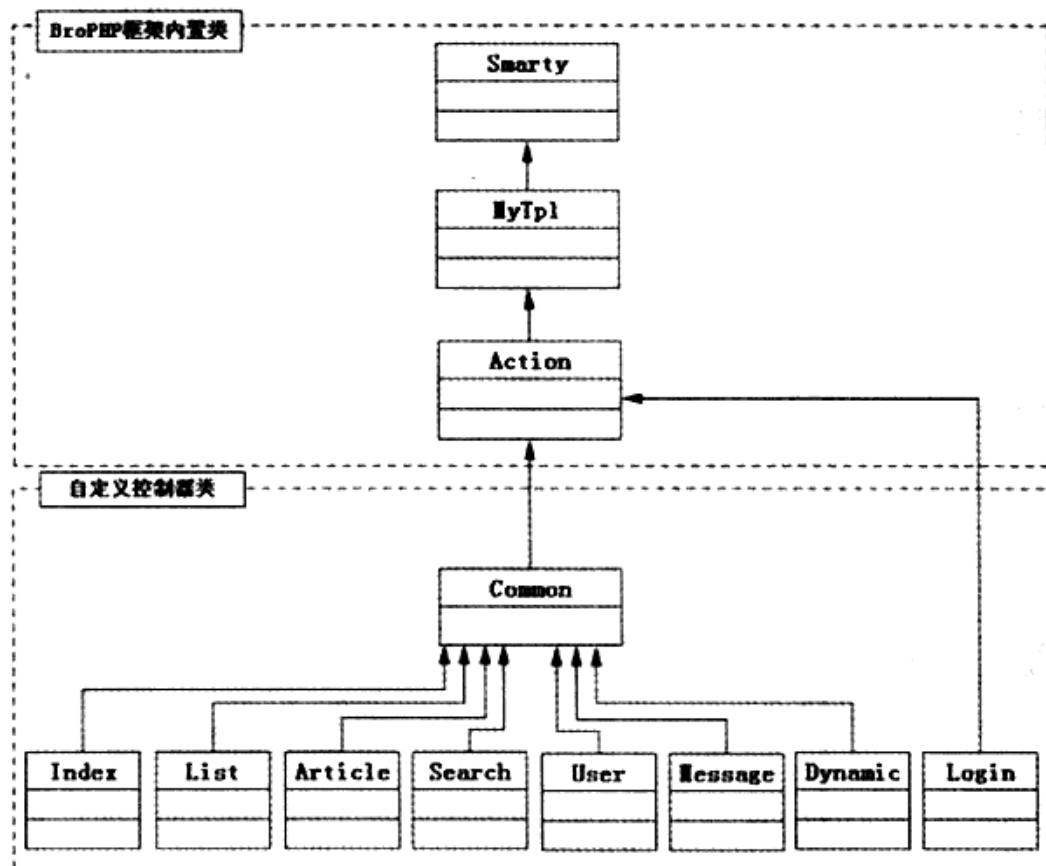 BroPHP框架内置类
Smarty
MyTpl
Action
自定义控制器类
Common
Index
List
Article
Search
User
Message
Dynamic
Login